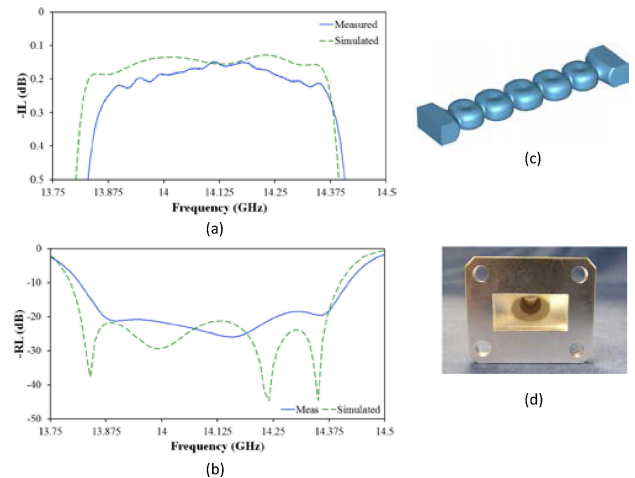 0
Measured
Simulated
0.1
0.2
0.3
0.4
0.5
-IL (dB)
13.75 13.875 14 14.125 14.25 14.375 14.5
Frequency (GHz)
(a)
(c)
0
-10
-20
-30
-40
-50
-RL (dB)
Meas Simulated
13.75 13.875 14 14.125 14.25 14.375 14.5
Frequency (GHz)
(b)
(d)